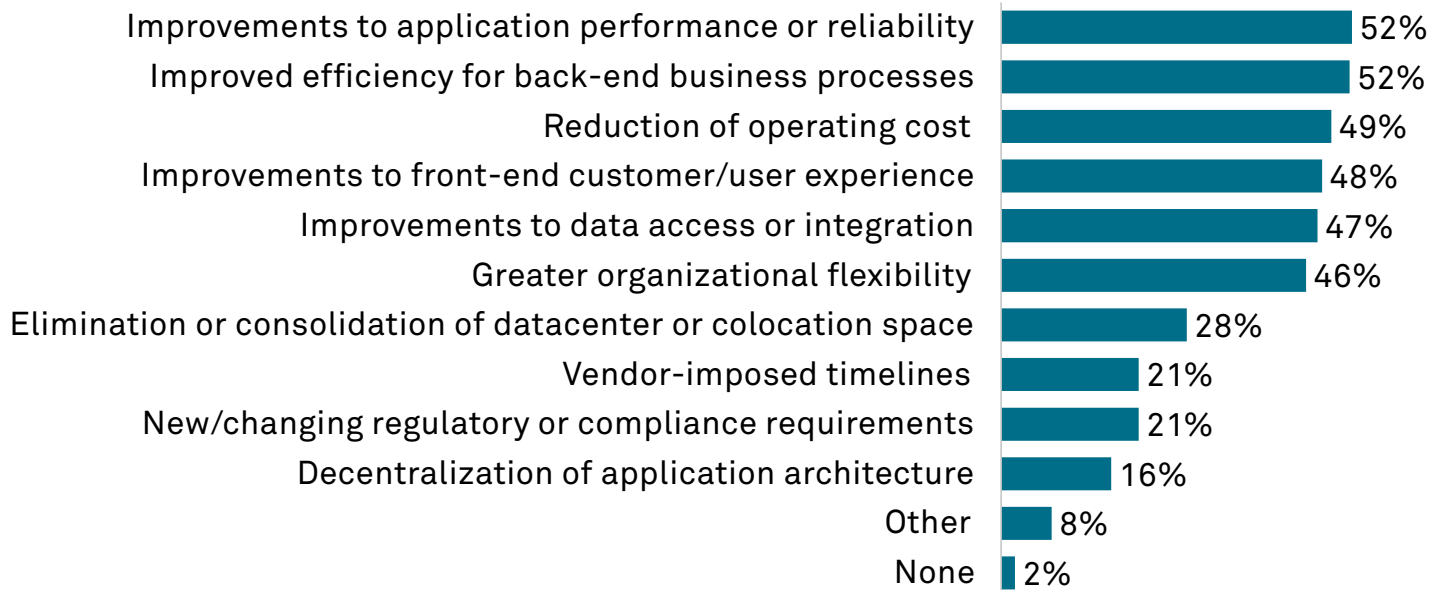 Improvements to application performance or reliability 52%
Improved efficiency for back-end business processes 52%
Reduction of operating cost 49%
Improvements to front-end customer/user experience 48%
Improvements to data access or integration 47%
Greater organizational flexibility 46%
Elimination or consolidation of datacenter or colocation space 28%
Vendor-imposed timelines 21%
New/changing regulatory or compliance requirements 21%
Decentralization of application architecture 16%
Other 8%
None 2%